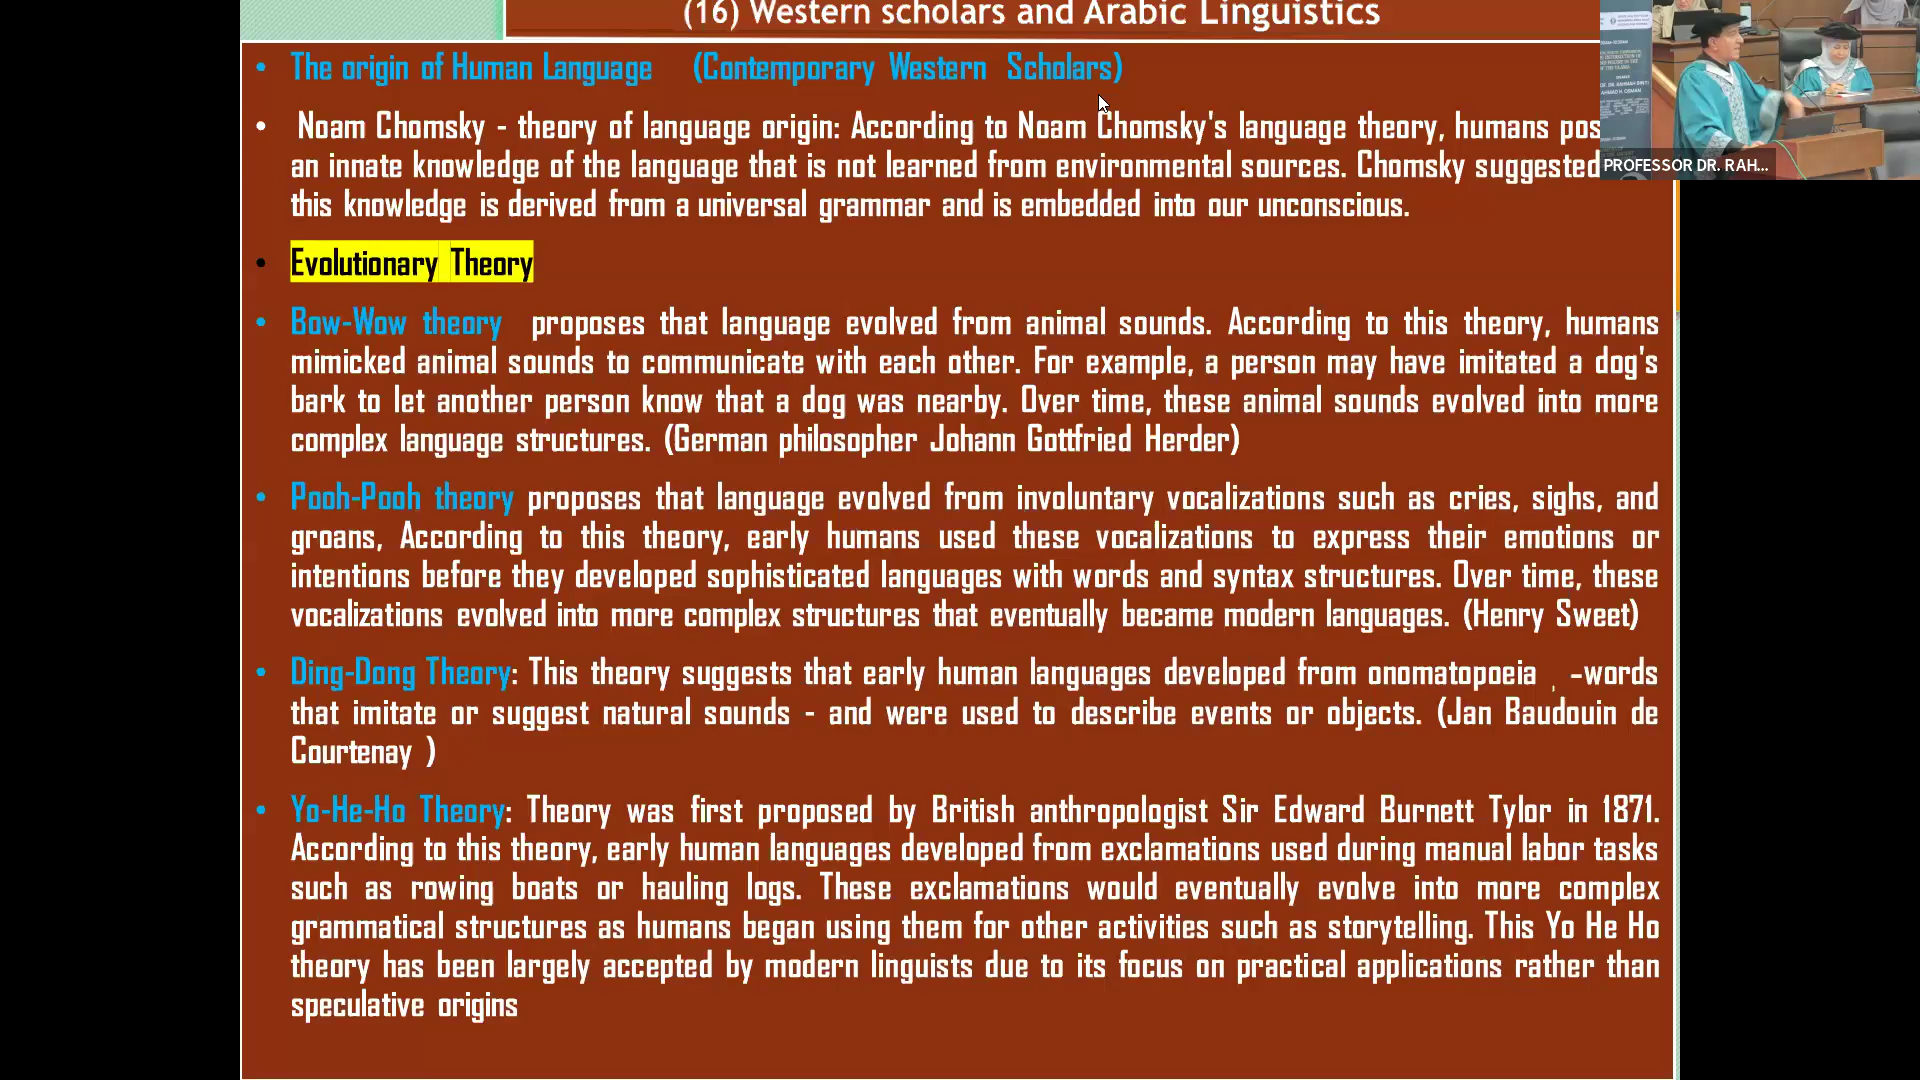 (16) Western scholars and Arabic Linguistics
• The origin of Human Language (Contemporary Western Scholars)
• Noam Chomsky - theory of language origin: According to Noam Chomsky's language theory, humans pos
an innate knowledge of the language that is not learned from environmental sources. Chomsky suggested
this knowledge is derived from a universal grammar and is embedded into our unconscious.
• Evolutionary Theory
• Bow-Wow theory proposes that language evolved from animal sounds. According to this theory, humans
mimicked animal sounds to communicate with each other. For example, a person may have imitated a dog's
bark to let another person know that a dog was nearby. Over time, these animal sounds evolved into more
complex language structures. (German philosopher Johann Gottfried Herder)
• Pooh-Pooh theory proposes that language evolved from involuntary vocalizations such as cries, sighs, and
groans, According to this theory, early humans used these vocalizations to express their emotions or
intentions before they developed sophisticated languages with words and syntax structures. Over time, these
vocalizations evolved into more complex structures that eventually became modern languages. (Henry Sweet)
• Ding-Dong Theory: This theory suggests that early human languages developed from onomatopoeia , –words
that imitate or suggest natural sounds - and were used to describe events or objects. (Jan Baudouin de
Courtenay )
• Yo-He-Ho Theory: Theory was first proposed by British anthropologist Sir Edward Burnett Tylor in 1871.
According to this theory, early human languages developed from exclamations used during manual labor tasks
such as rowing boats or hauling logs. These exclamations would eventually evolve into more complex
grammatical structures as humans began using them for other activities such as storytelling. This Yo He Ho
theory has been largely accepted by modern linguists due to its focus on practical applications rather than
speculative origins
PROFESSOR DR. RAH...